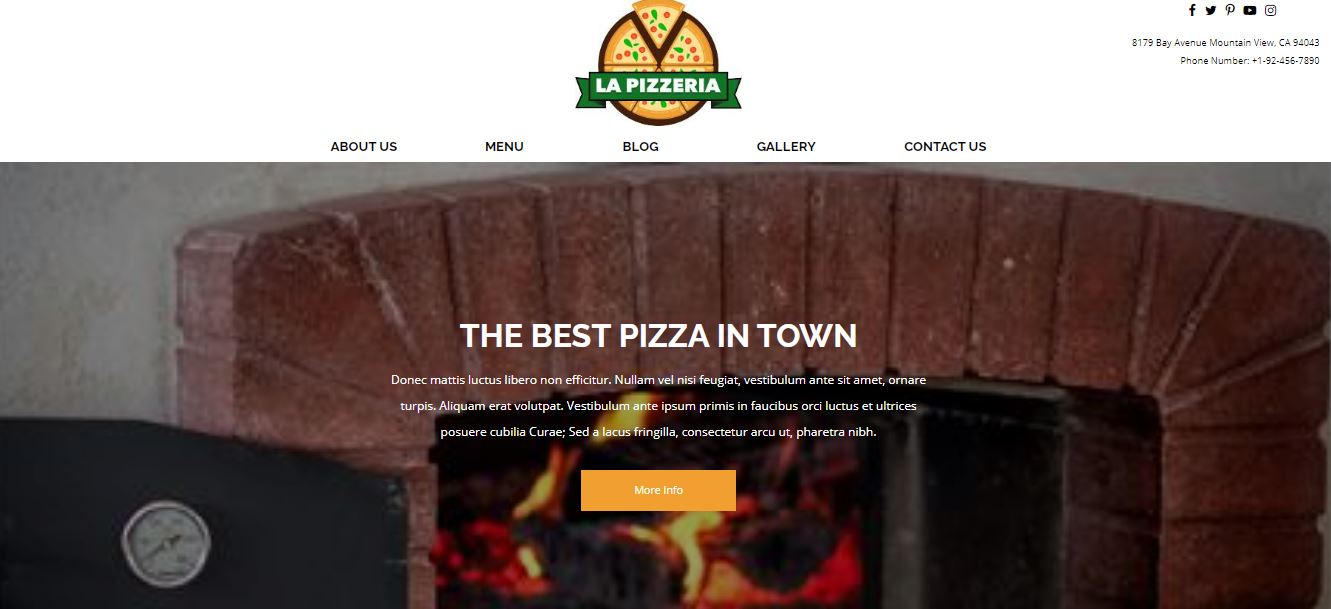 LA PIZZERIA
8179 Bay Avenue Mountain View, CA 94043
Phone Number: +1-92-456-7890
ABOUT US MENU BLOG GALLERY CONTACT US
THE BEST PIZZA IN TOWN
Donec mattis luctus libero non efficitur. Nullam vel nisi feugiat, vestibulum ante sit amet, ornare
turpis. Aliquam erat volutpat. Vestibulum ante ipsum primis in faucibus orci luctus et ultrices
posuere cubilia Curae; Sed a lacus fringilla, consectetur arcu ut, pharetra nibh.
More Info